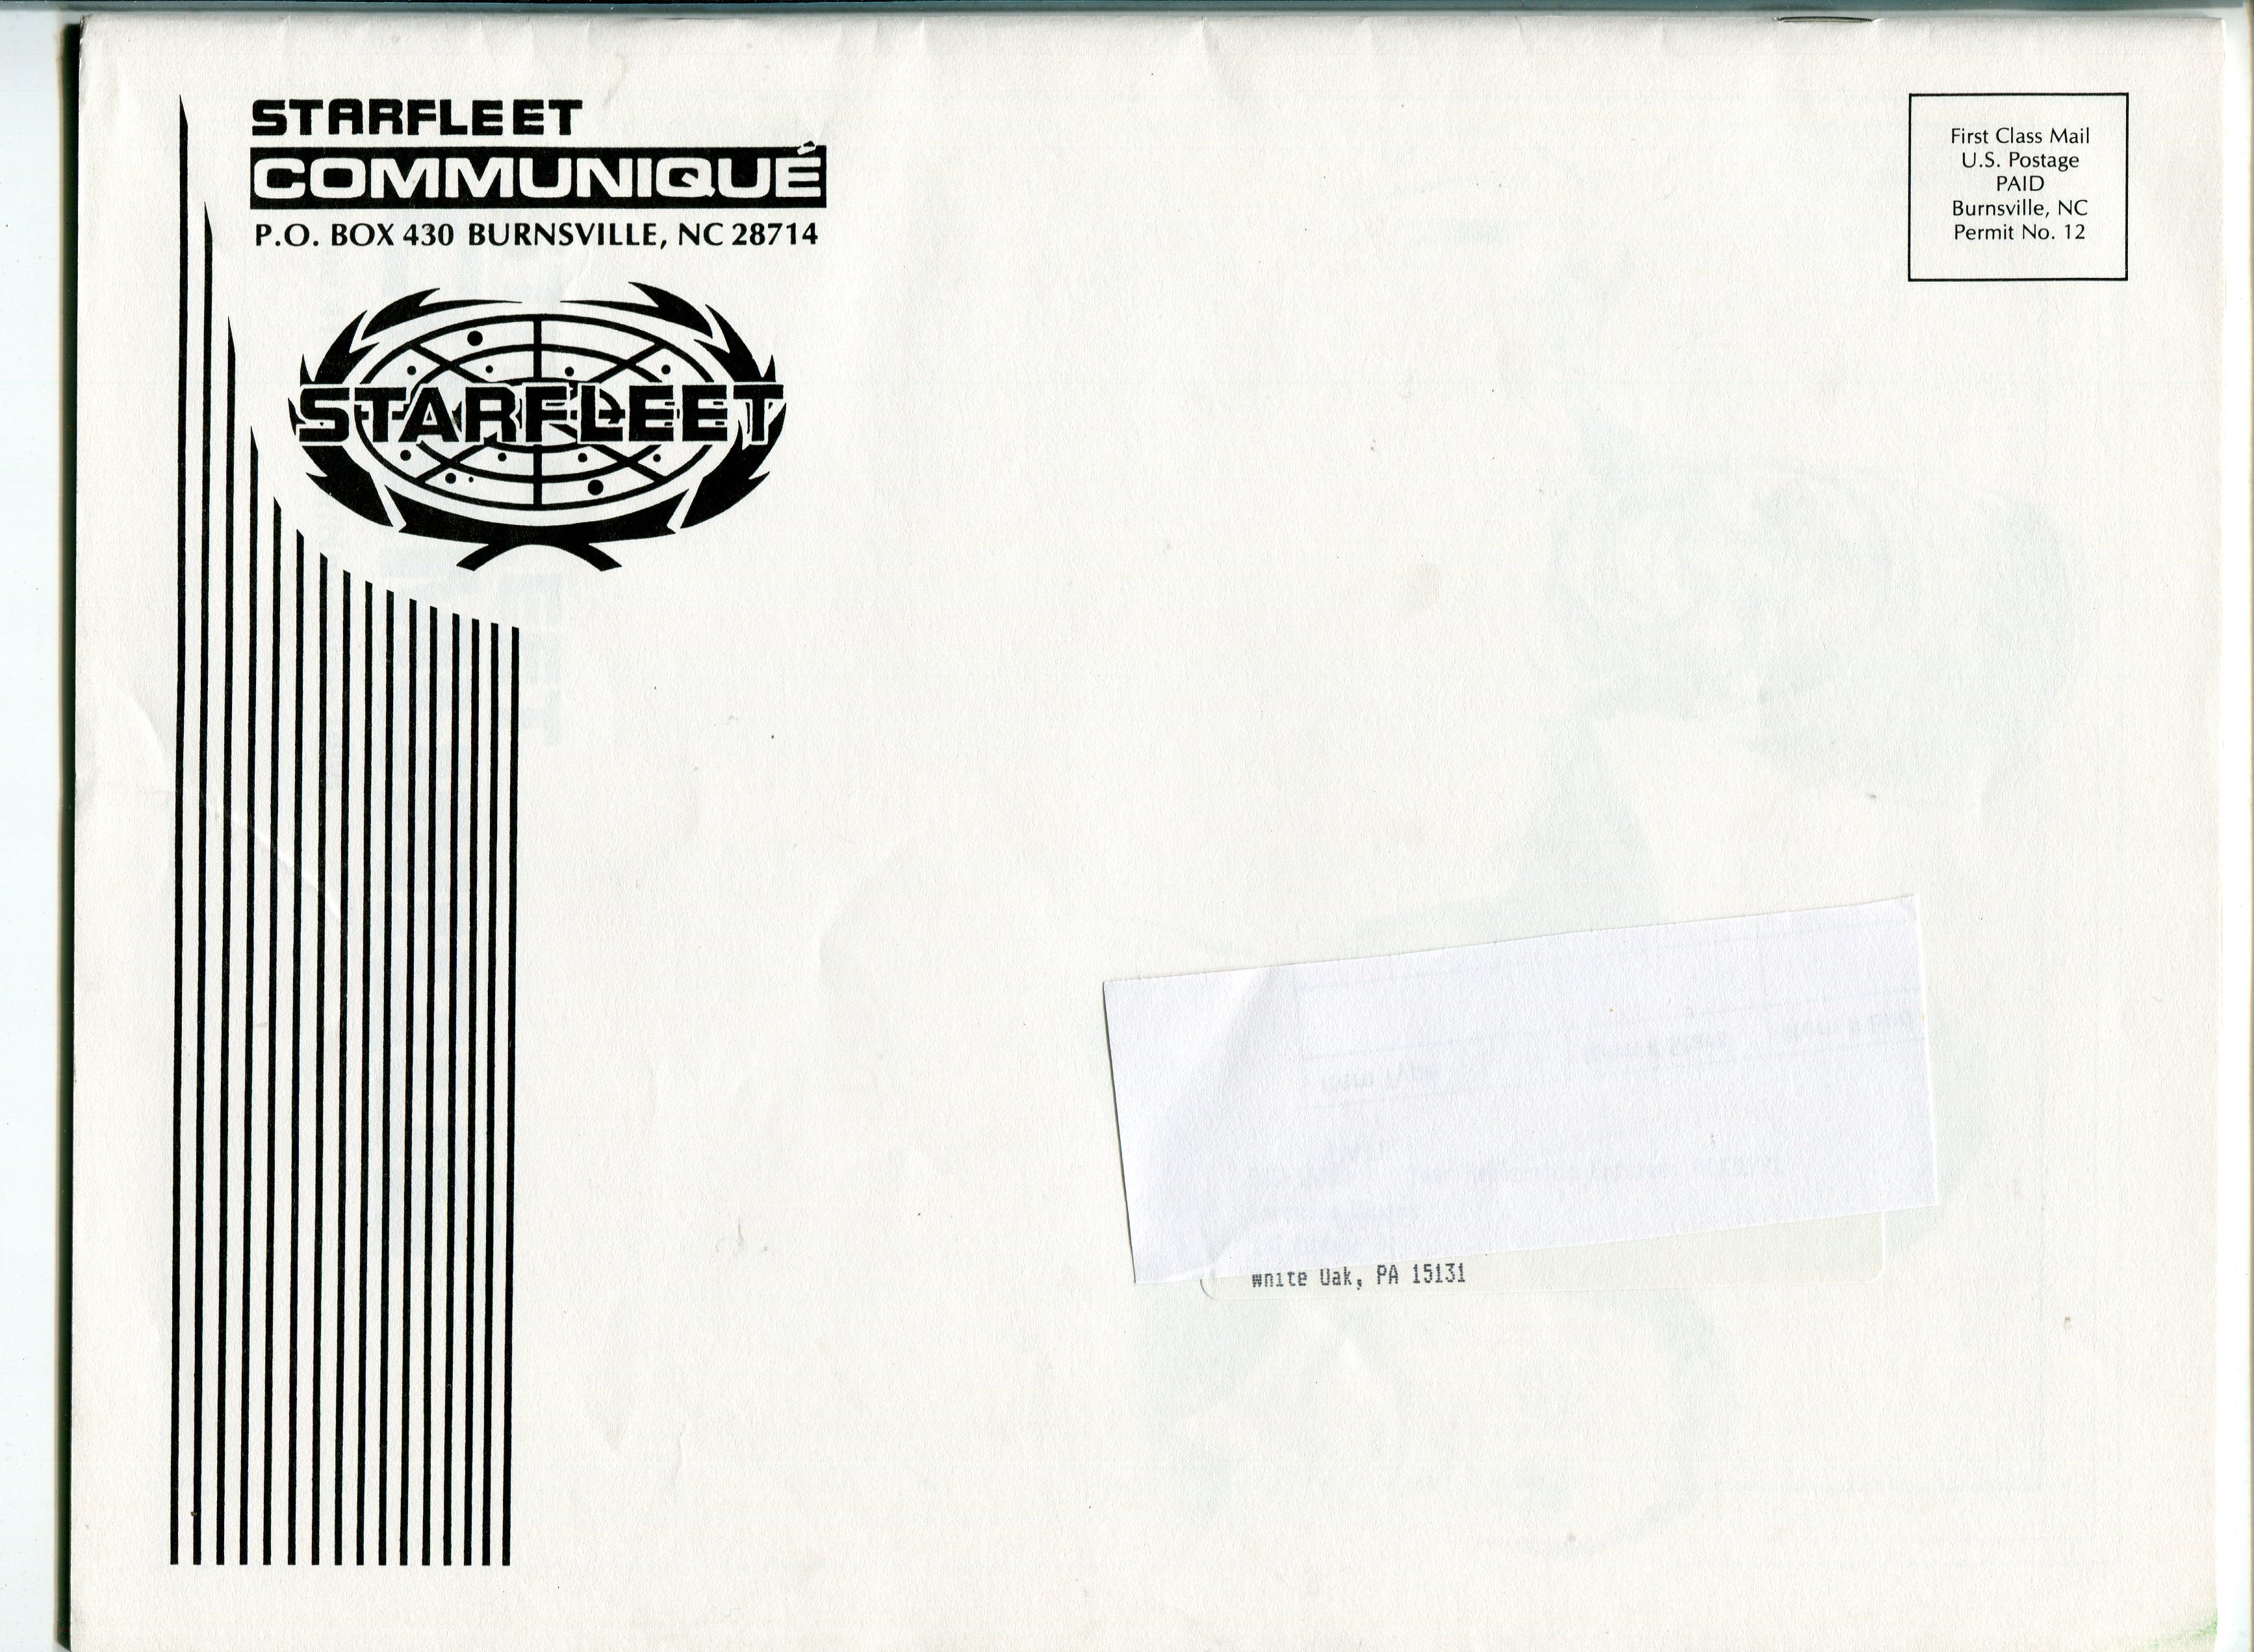 STARFLEET
COMMUNIQUÉ
P.O. BOX 430 BURNSVILLE, NC 28714
STARFLEET
First Class Mail
U.S. Postage
PAID
Burnsville, NC
Permit No. 12
White Oak, PA 15131